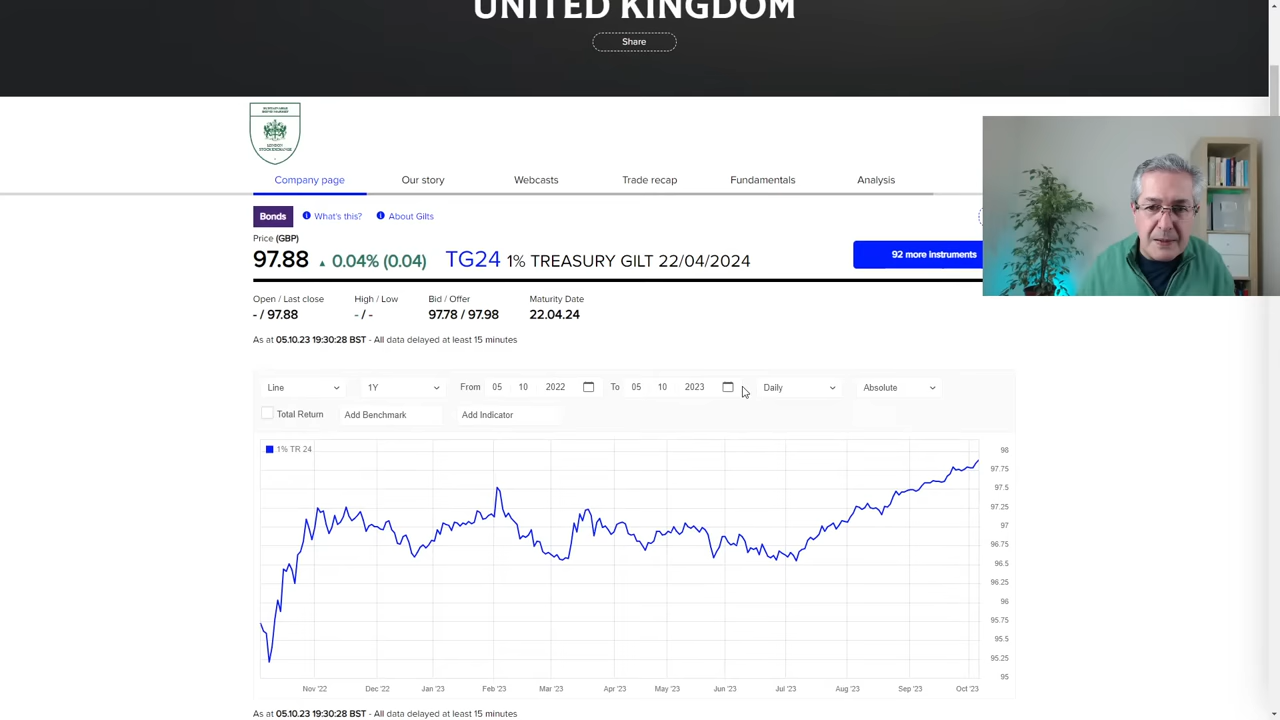 UNITED KINGDOM
Share
Company page Our story Webcasts Trade recap Fundamentals Analysis
Bonds What's this? About Gilts
Price (GBP)
97.88 ▲ 0.04% (0.04) TG24 1% TREASURY GILT 22/04/2024 92 more instruments
Open / Last close High / Low Bid / Offer Maturity Date
- / 97.88 - / - 97.78 / 97.98 22.04.24
As at 05.10.23 19:30:28 BST - All data delayed at least 15 minutes
Line 1Y From 05 10 2022 To 05 10 2023 Daily Absolute
Total Return Add Benchmark Add Indicator
1% TR 24
98
97.75
97.5
97.25
97
96.75
96.5
96.25
96
95.75
95.5
95.25
95
Nov '22 Dec '22 Jan '23 Feb '23 Mar '23 Apr '23 May '23 Jun '23 Jul '23 Aug '23 Sep '23 Oct '23
As at 05.10.23 19:30:28 BST - All data delayed at least 15 minutes